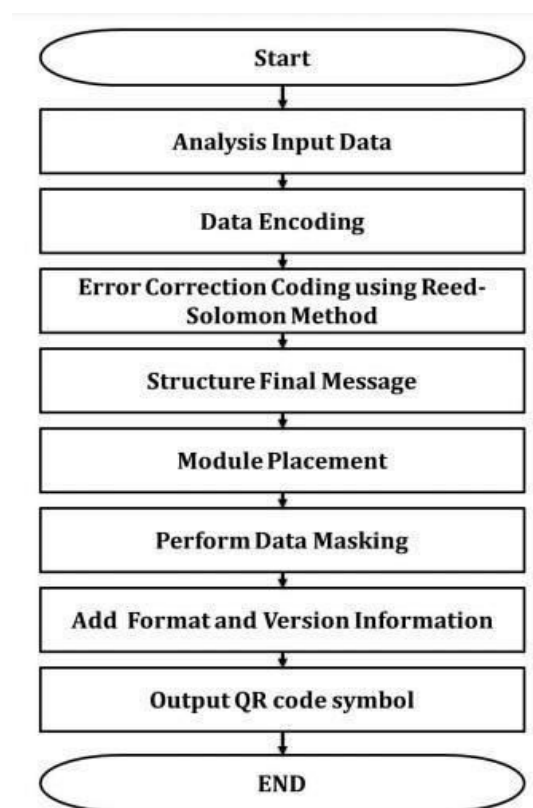 Start
Analysis Input Data
Data Encoding
Error Correction Coding using Reed-
Solomon Method
Structure Final Message
Module Placement
Perform Data Masking
Add Format and Version Information
Output QR code symbol
END